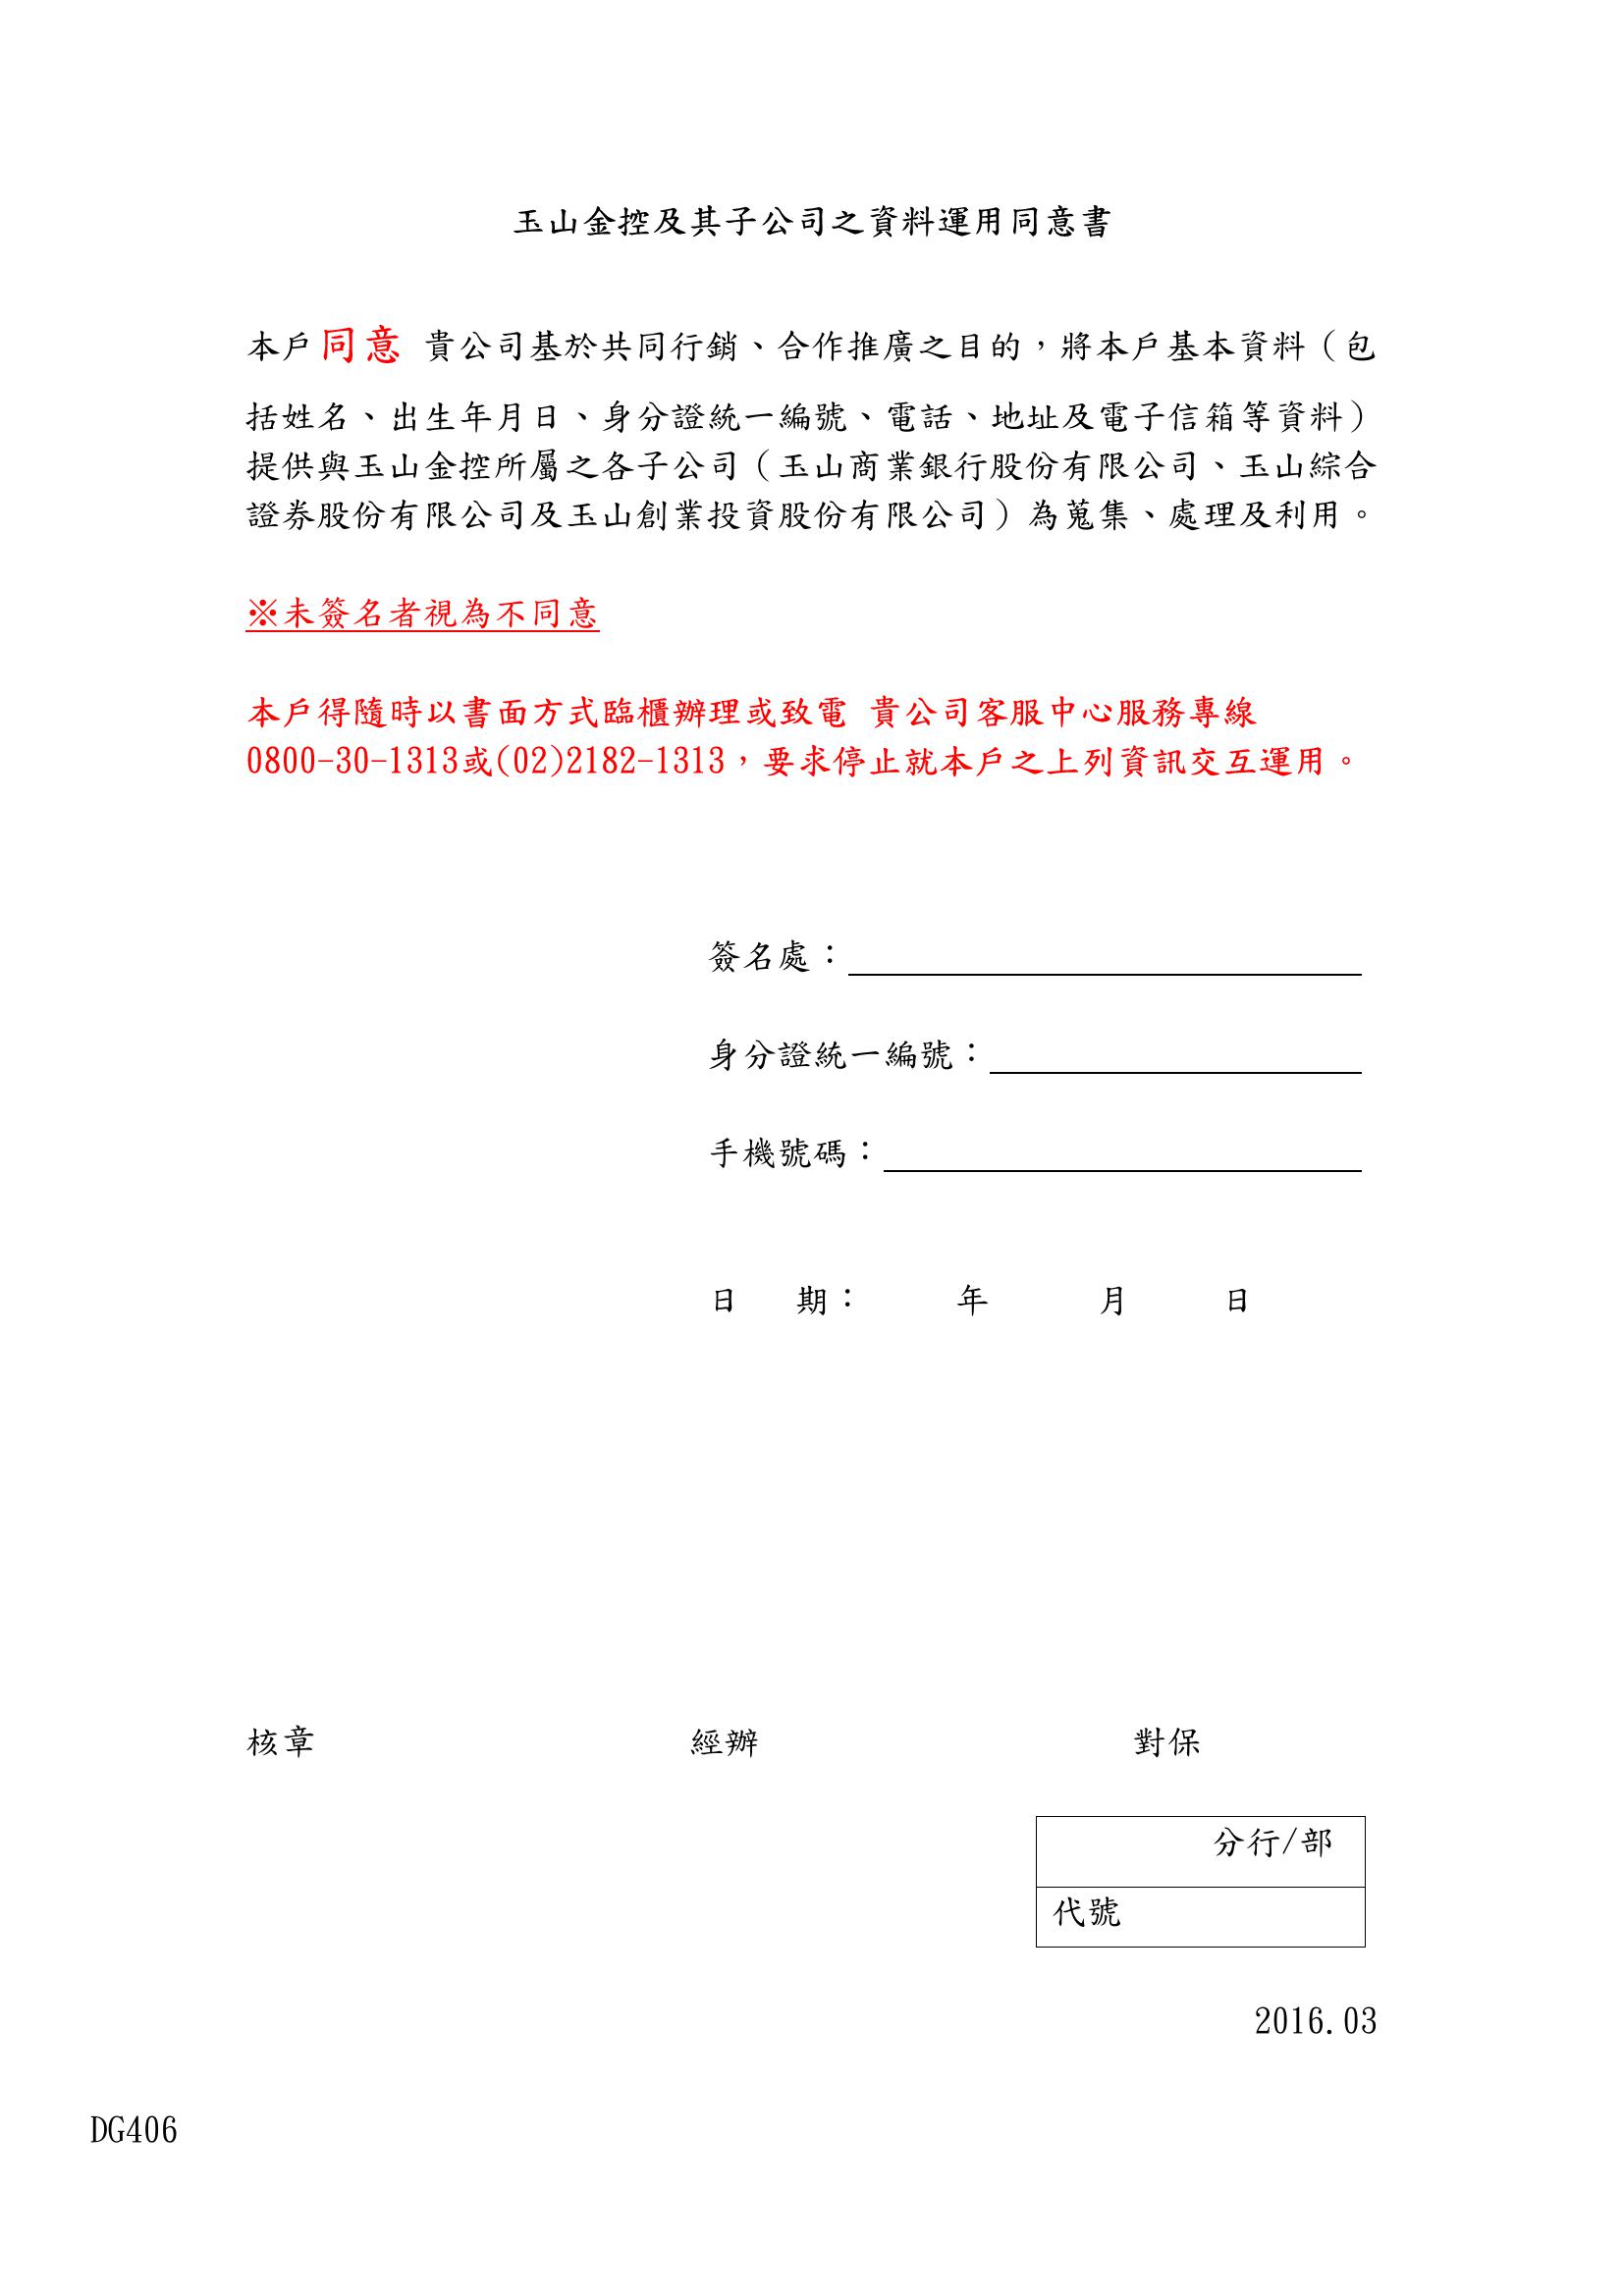 玉山金控及其子公司之資料運用同意書
本戶同意 貴公司基於共同行銷、合作推廣之目的，將本戶基本資料（包
括姓名、出生年月日、身分證統一編號、電話、地址及電子信箱等資料）
提供與玉山金控所屬之各子公司（玉山商業銀行股份有限公司、玉山綜合
證券股份有限公司及玉山創業投資股份有限公司）為蒐集、處理及利用。
※未簽名者視為不同意
本戶得隨時以書面方式臨櫃辦理或致電 貴公司客服中心服務專線
0800-30-1313或(02)2182-1313，要求停止就本戶之上列資訊交互運用。
簽名處：
身分證統一編號：
手機號碼：
日 期： 年 月 日
核章 經辦 對保
分行/部
代號
2016.03
DG406